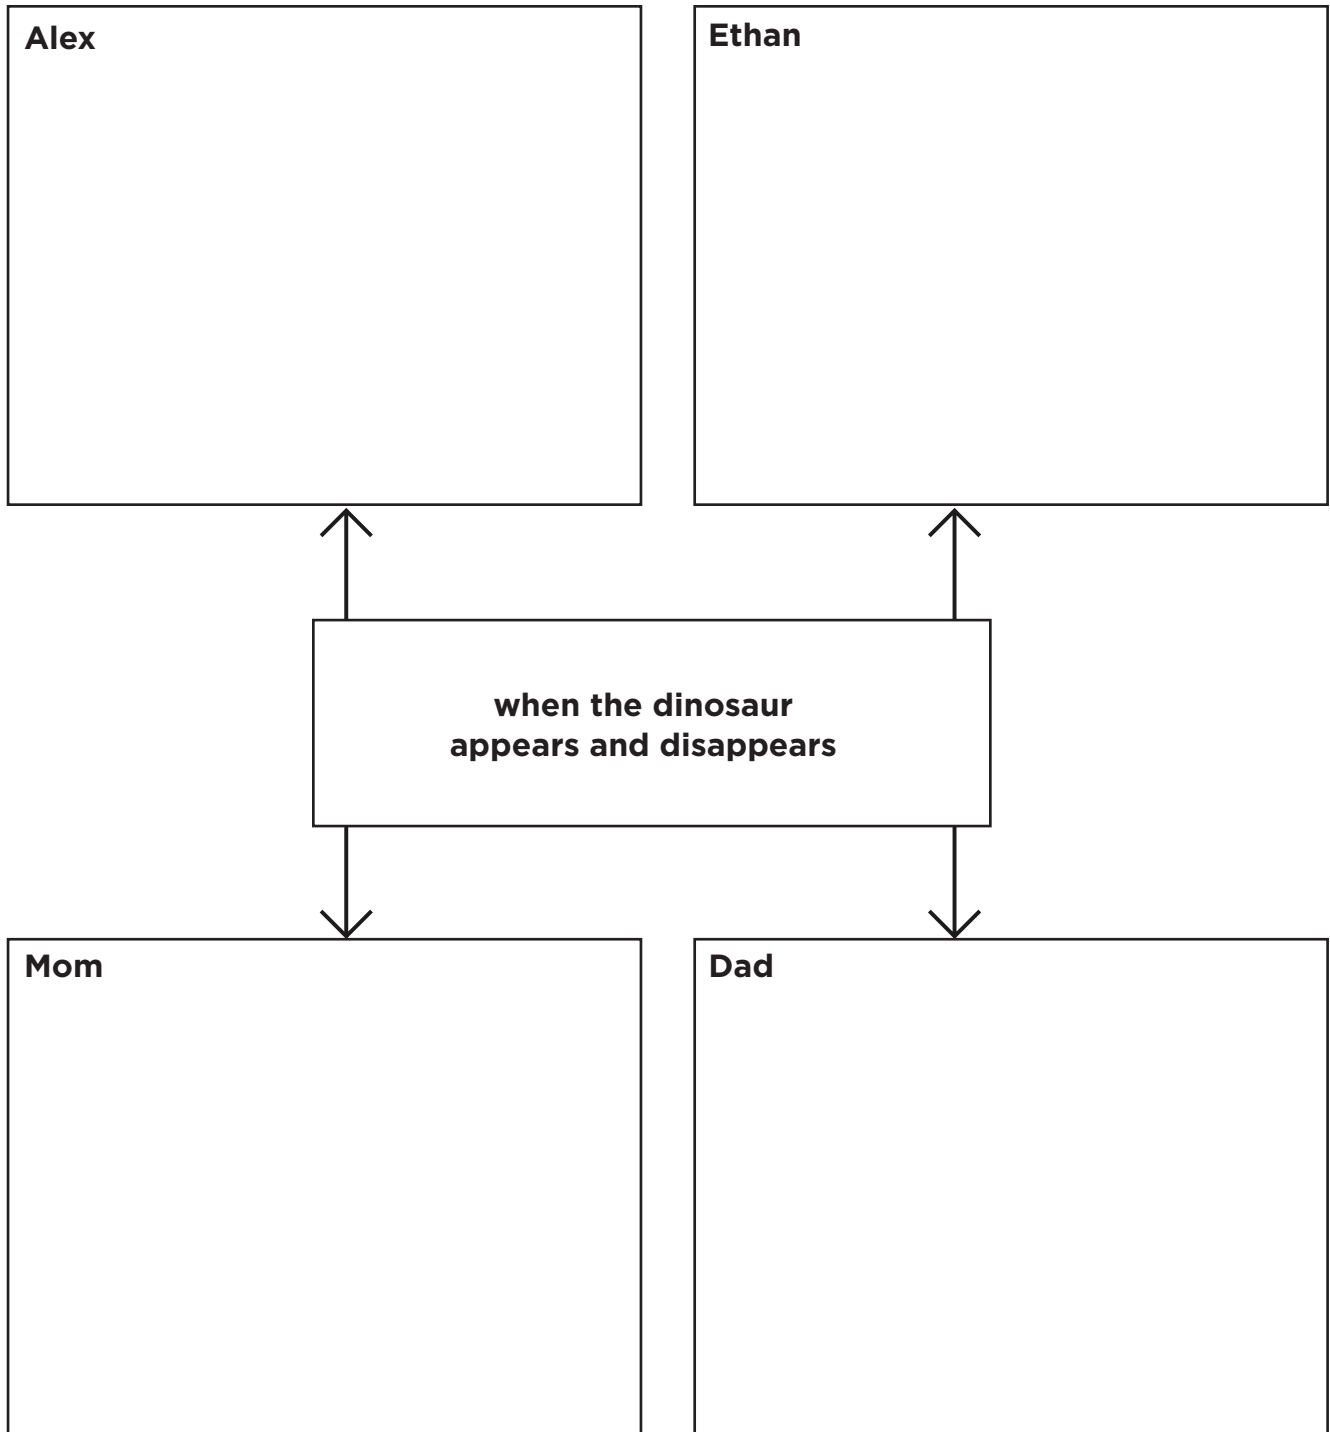 Alex
Ethan
when the dinosaur
appears and disappears
Mom
Dad